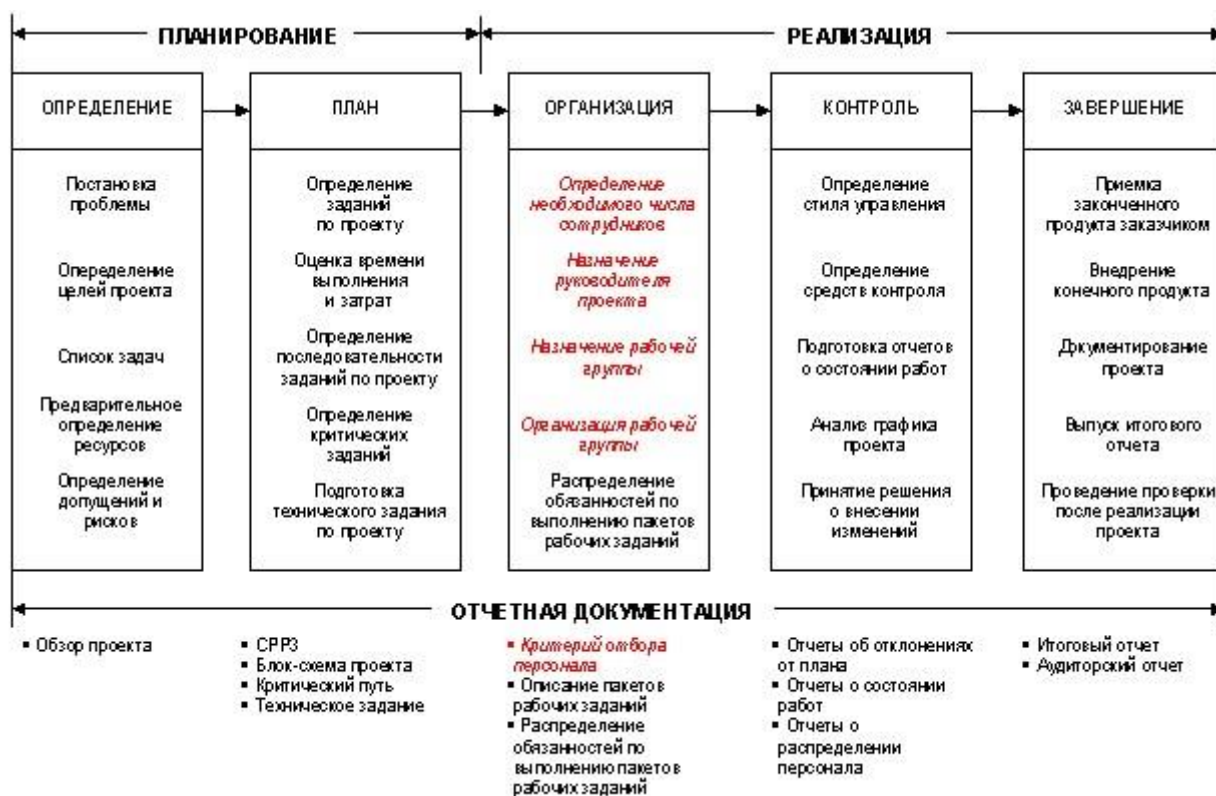 ПЛАНИРОВАНИЕ
РЕАЛИЗАЦИЯ
ОПРЕДЕЛЕНИЕ
Постановка
проблемы
Опеределение
целей проекта
Список задач
Предварительное
определение
ресурсов
Определение
допущений и
рисков
ПЛАН
Определение
заданий
по проекту
Оценка времени
выполнения
и затрат
Определение
последовательности
заданий по проекту
Определение
критических
заданий
Подготовка
технического задания
по проекту
ОРГАНИЗАЦИЯ
Определение
необходимого числа
сотрудников
Назначение
руководителя
проекта
Назначение рабочей
группы
Организация рабочей
группы
Распределение
обязанностей по
выполнению пакетов
рабочих заданий
КОНТРОЛЬ
Определение
стиля управления
Определение
средств контроля
Подготовка отчетов
о состоянии работ
Анализ графика
проекта
Принятие решения
о внесении
изменений
ЗАВЕРШЕНИЕ
Приемка
законченного
продукта заказчиком
Внедрение
конечного продукта
Документирование
проекта
Выпуск итогового
отчета
Проведение проверки
после реализации
проекта
ОТЧЕТНАЯ ДОКУМЕНТАЦИЯ
▪ Обзор проекта
▪ СРРЗ
▪ Блок-схема проекта
▪ Критический путь
▪ Техническое задание
▪ Критерий отбора
персонала
▪ Описание пакетов
рабочих заданий
▪ Распределение
обязанностей по
выполнению пакетов
рабочих заданий
▪ Отчеты об отклонениях
от плана
▪ Отчеты о состоянии
работ
▪ Отчеты о
распределении
персонала
▪ Итоговый отчет
▪ Аудиторский отчет